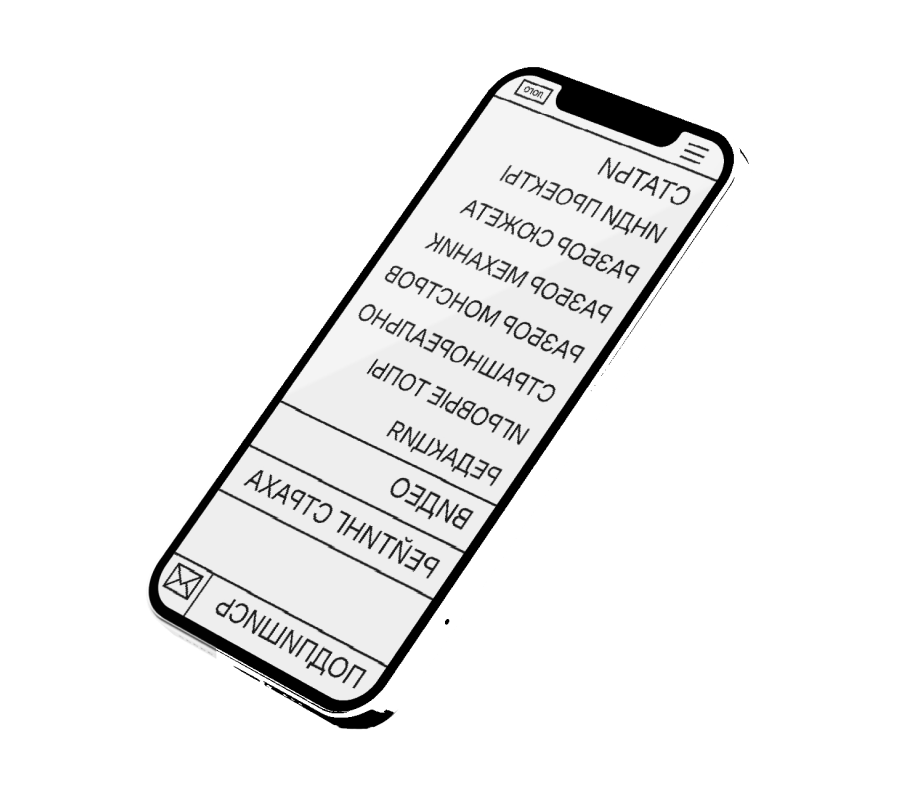 ЛОГО
СТАТЬИ
ИНДИ ПРОЕКТЫ
РАЗБОР СЮЖЕТА
РАЗБОР МЕХАНИК
РАЗБОР МОНСТРОВ
СТРАШНОРЕАЛЬНО
ИГРОВЫЕ ТОПЫ
РЕДАКЦИЯ
ВИДЕО
РЕЙТИНГ СТРАХА
ПОДПИШИСЬ